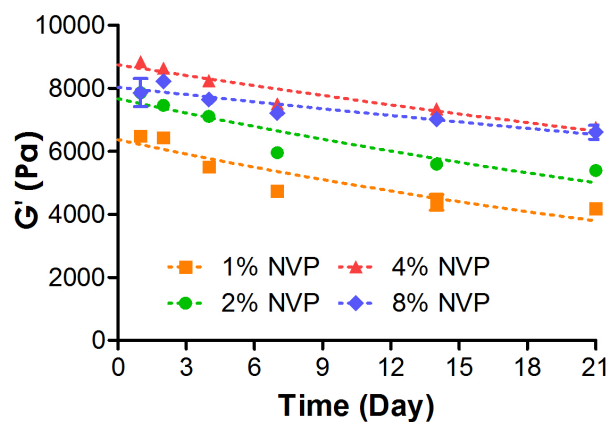 10000
8000
6000
4000
2000
0
G' (Pa)
1% NVP
4% NVP
2% NVP
8% NVP
0 3 6 9 12 15 18 21
Time (Day)